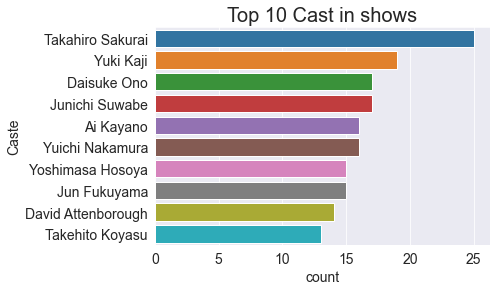 Top 10 Cast in shows
Takahiro Sakurai
Yuki Kaji
Daisuke Ono
Junichi Suwabe
Ai Kayano
Yuichi Nakamura
Yoshimasa Hosoya
Jun Fukuyama
David Attenborough
Takehito Koyasu
Caste
0 5 10 15 20 25
count